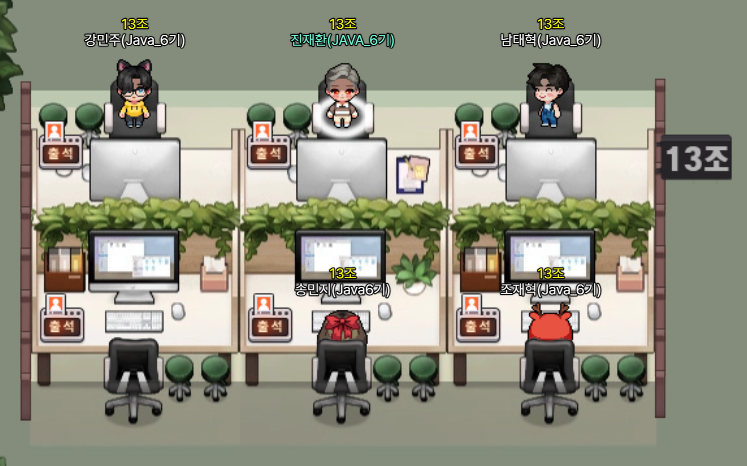 13조
강민주(Java_6기)
13조
진재환(JAVA_6기)
13조
남태혁(Java_6기)
출석
출석
출석
13조
13조
송민지(Java6기)
13조
조재혁(Java_6기)
출석
출석
출석